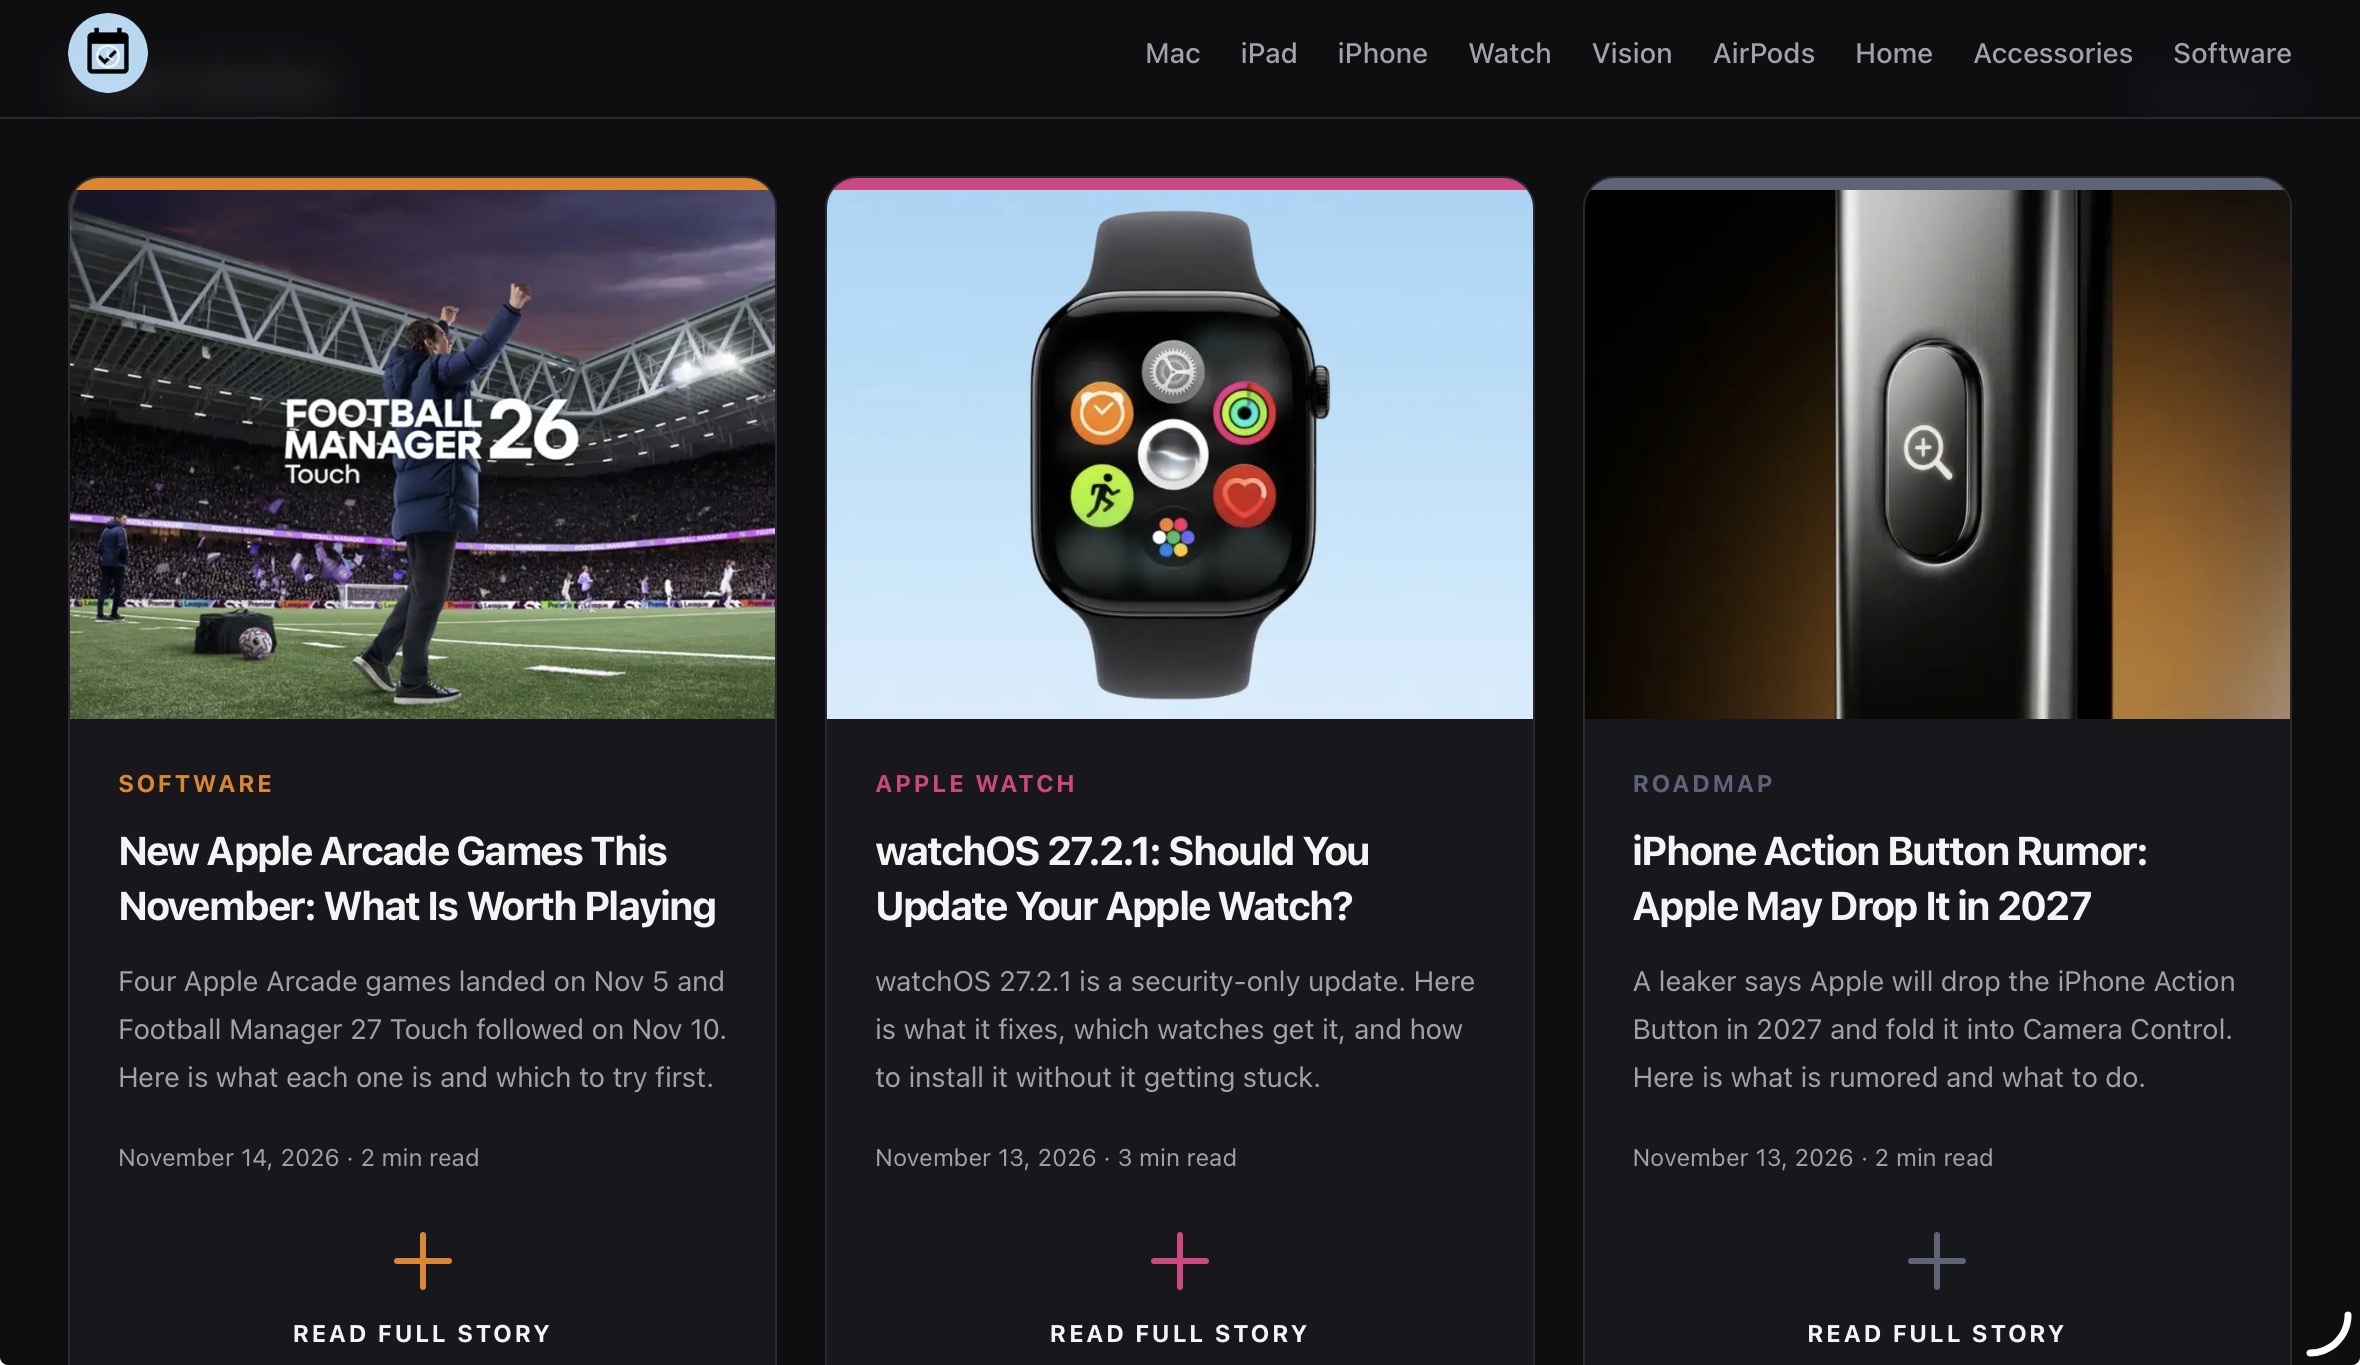 Mac iPad iPhone Watch Vision AirPods Home Accessories Software
FOOTBALL
MANAGER 26
Touch
SOFTWARE
New Apple Arcade Games This
November: What Is Worth Playing
Four Apple Arcade games landed on Nov 5 and
Football Manager 27 Touch followed on Nov 10.
Here is what each one is and which to try first.
November 14, 2026 · 2 min read
READ FULL STORY
APPLE WATCH
watchOS 27.2.1: Should You
Update Your Apple Watch?
watchOS 27.2.1 is a security-only update. Here
is what it fixes, which watches get it, and how
to install it without it getting stuck.
November 13, 2026 · 3 min read
READ FULL STORY
ROADMAP
iPhone Action Button Rumor:
Apple May Drop It in 2027
A leaker says Apple will drop the iPhone Action
Button in 2027 and fold it into Camera Control.
Here is what is rumored and what to do.
November 13, 2026 · 2 min read
READ FULL STORY